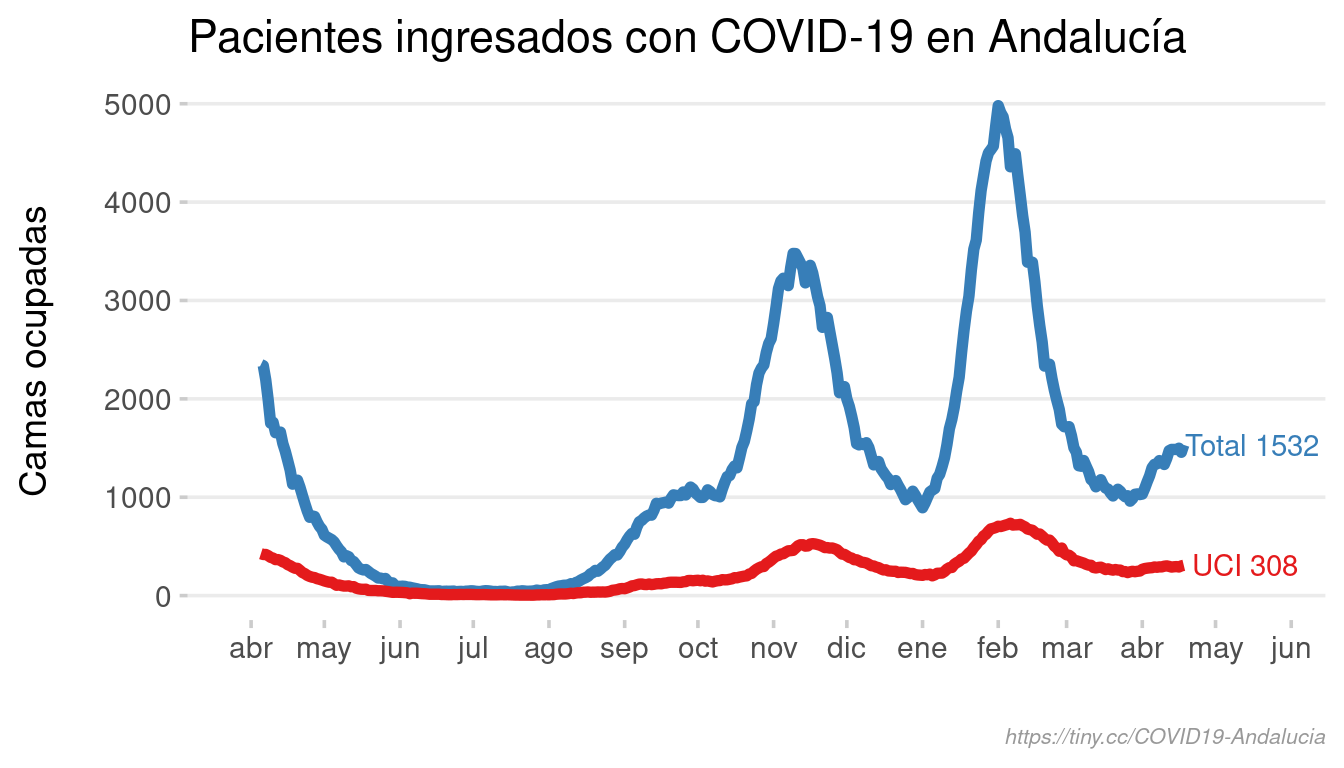 Pacientes ingresados con COVID-19 en Andalucía
Camas ocupadas
5000
4000
3000
2000
1000
0
Total 1532
UCI 308
abr may jun jul ago sep oct nov dic ene feb mar abr may jun
https://tiny.cc/COVID19-Andalucia